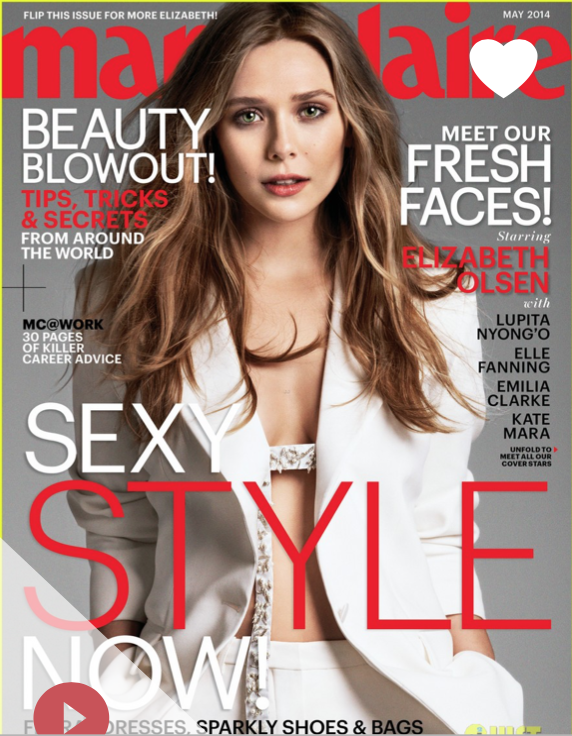 FLIP THIS ISSUE FOR MORE ELIZABETH!
MAY 2014
mar laire
BEAUTY
BLOWOUT!
TIPS, TRICKS
& SECRETS
FROM AROUND
THE WORLD
MC@WORK
30 PAGES
OF KILLER
CAREER ADVICE
MEET OUR
FRESH
FACES!
Starring
ELIZABETH
OLSEN
with
LUPITA
NYONG'O
ELLE
FANNING
EMILIA
CLARKE
KATE
MARA
UNFOLD TO
MEET ALL OUR
COVER STARS
SEXY
STYLE
NOW!
DRESSES, SPARKLY SHOES & BAGS